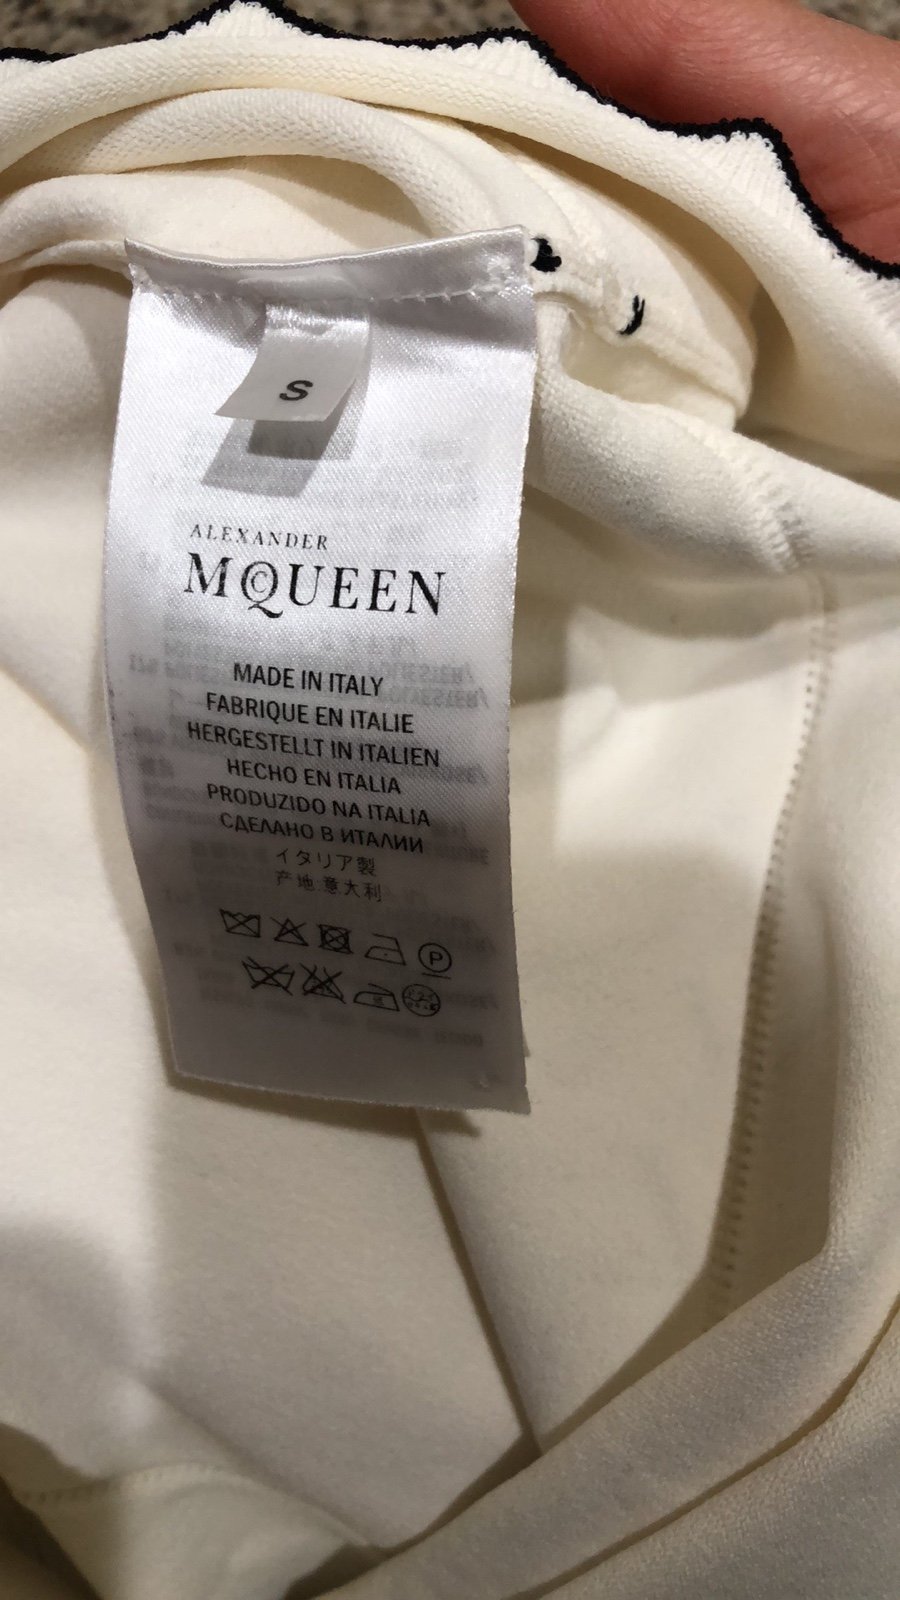 S
ALEXANDER
MCQUEEN
MADE IN ITALY
FABRIQUE EN ITALIE
HERGESTELLT IN ITALIEN
HECHO EN ITALIA
PRODUZIDO NA ITALIA
СДЕЛАНО В ИТАЛИИ
イタリア製
产地:意大利
P